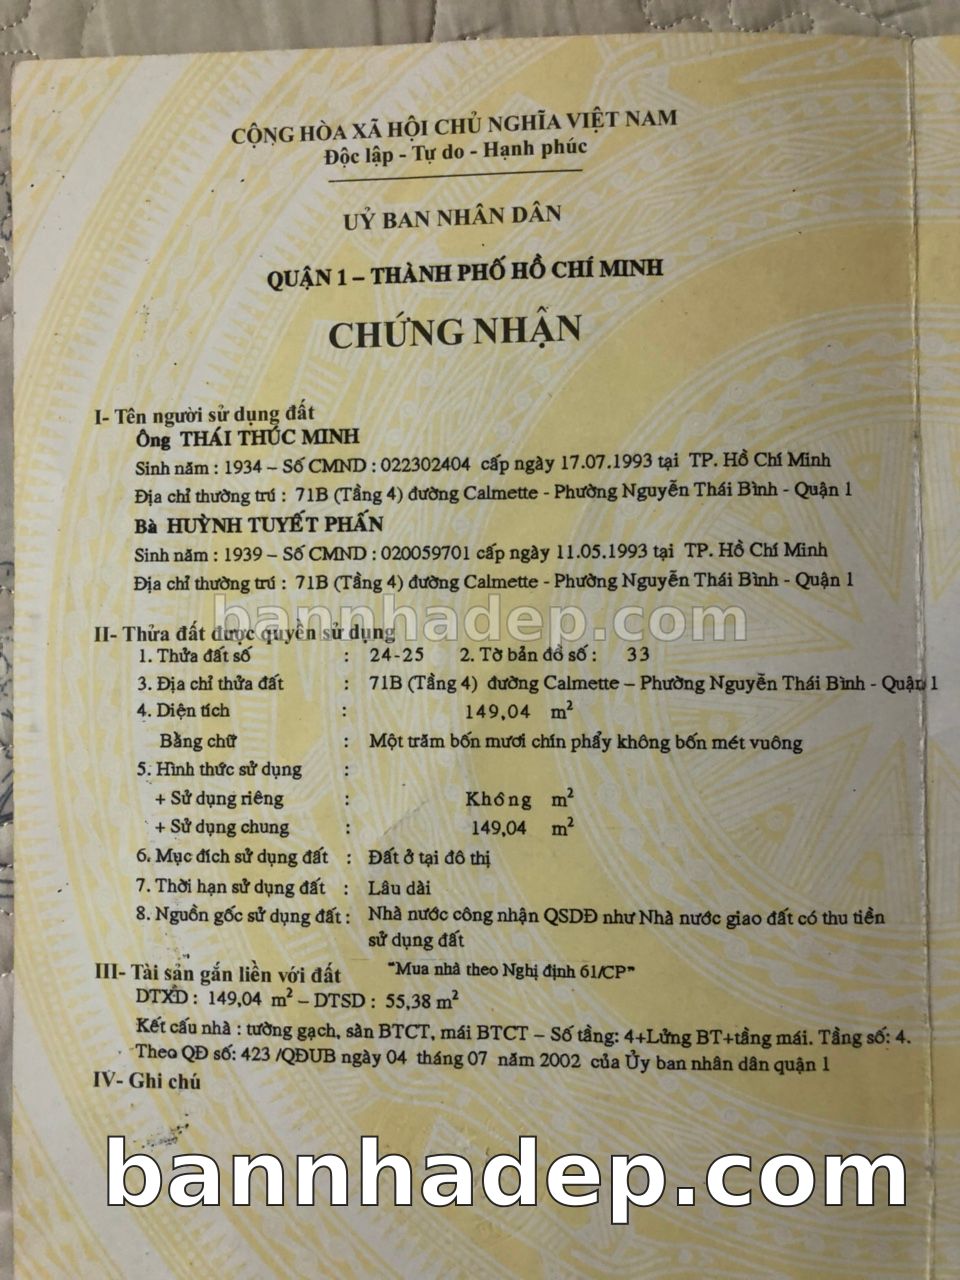 CỘNG HÒA XÃ HỘI CHỦ NGHĨA VIỆT NAM
Độc lập - Tự do - Hạnh phúc
UỶ BAN NHÂN DÂN
QUẬN 1 – THÀNH PHỐ HỒ CHÍ MINH
CHỨNG NHẬN
I- Tên người sử dụng đất
Ông THÁI THÚC MINH
Sinh năm : 1934 – Số CMND : 022302404 cấp ngày 17.07.1993 tại TP. Hồ Chí Minh
Địa chỉ thường trú : 71B (Tầng 4) đường Calmette - Phường Nguyễn Thái Bình - Quận 1
Bà HUỲNH TUYẾT PHẤN
Sinh năm : 1939 – Số CMND : 020059701 cấp ngày 11.05.1993 tại TP. Hồ Chí Minh
Địa chỉ thường trú : 71B (Tầng 4) đường Calmette - Phường Nguyễn Thái Bình - Quận 1
bannhadep.com
II- Thửa đất được quyền sử dụng
1. Thửa đất số : 24-25 2. Tờ bản đồ số : 33
3. Địa chỉ thửa đất : 71B (Tầng 4) đường Calmette – Phường Nguyễn Thái Bình - Quận 1
4. Diện tích : 149,04 m²
Bằng chữ : Một trăm bốn mươi chín phẩy không bốn mét vuông
5. Hình thức sử dụng :
+ Sử dụng riêng : Không m²
+ Sử dụng chung : 149,04 m²
6. Mục đích sử dụng đất : Đất ở tại đô thị
7. Thời hạn sử dụng đất : Lâu dài
8. Nguồn gốc sử dụng đất : Nhà nước công nhận QSDĐ như Nhà nước giao đất có thu tiền
sử dụng đất
III- Tài sản gắn liền với đất "Mua nhà theo Nghị định 61/CP"
DTXD : 149,04 m² – DTSD : 55,38 m²
Kết cấu nhà : tường gạch, sàn BTCT, mái BTCT – Số tầng: 4+Lửng BT+tầng mái. Tầng số: 4.
Theo QĐ số: 423 /QĐUB ngày 04 tháng 07 năm 2002 của Ủy ban nhân dân quận 1
IV- Ghi chú
bannhadep.com